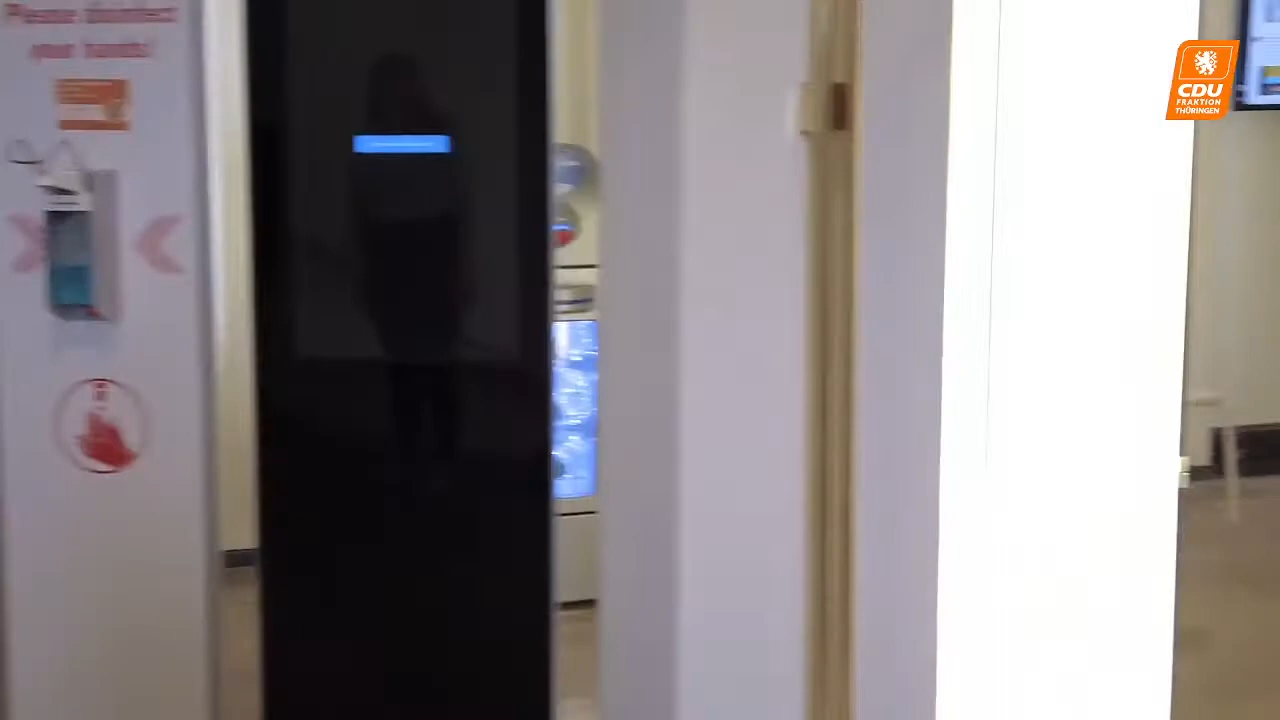 Please disinfect
your hands!
CDU
FRAKTION
THÜRINGEN